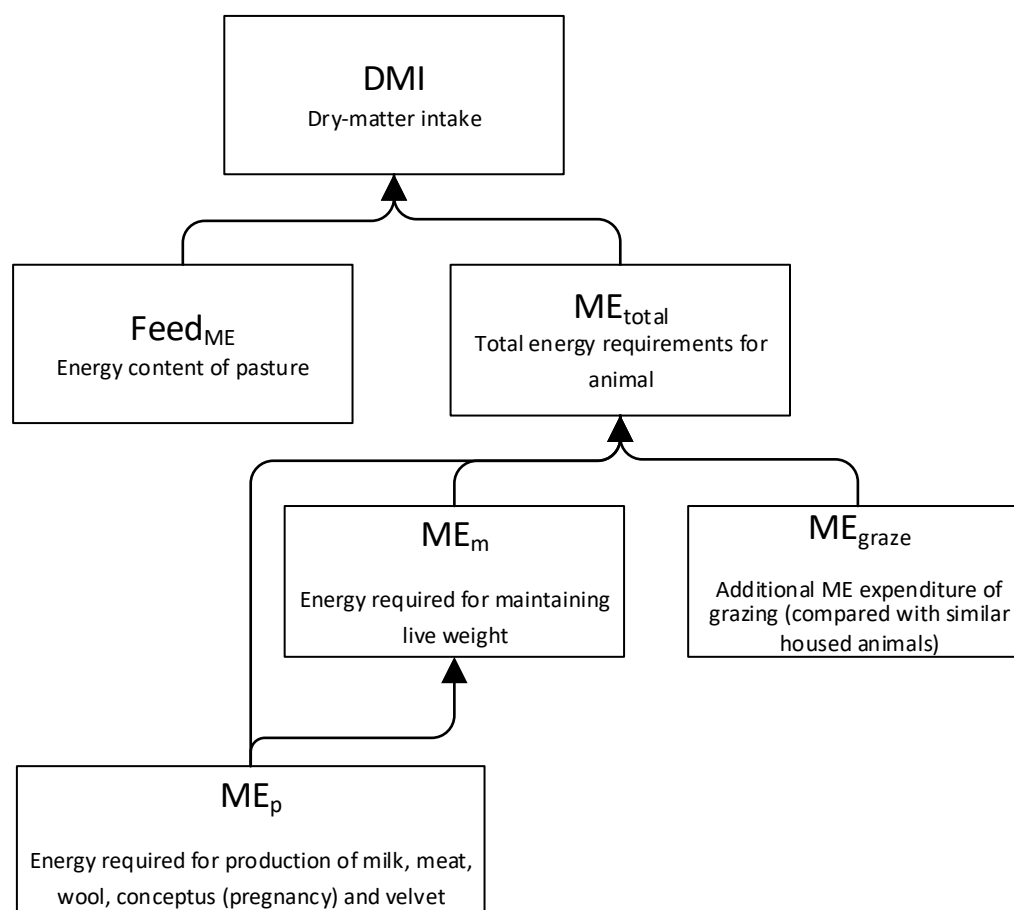 DMI
Dry-matter intake
Feed_ME
Energy content of pasture
ME_total
Total energy requirements for
animal
ME_m
Energy required for maintaining
live weight
ME_graze
Additional ME expenditure of
grazing (compared with similar
housed animals)
ME_p
Energy required for production of milk, meat,
wool, conceptus (pregnancy) and velvet